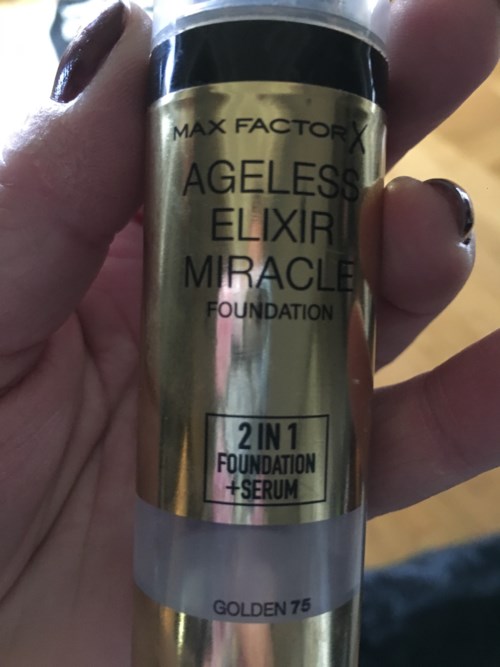 MAX FACTOR X
AGELESS
ELIXIR
MIRACLE
FOUNDATION
2 IN 1
FOUNDATION
+SERUM
GOLDEN 75